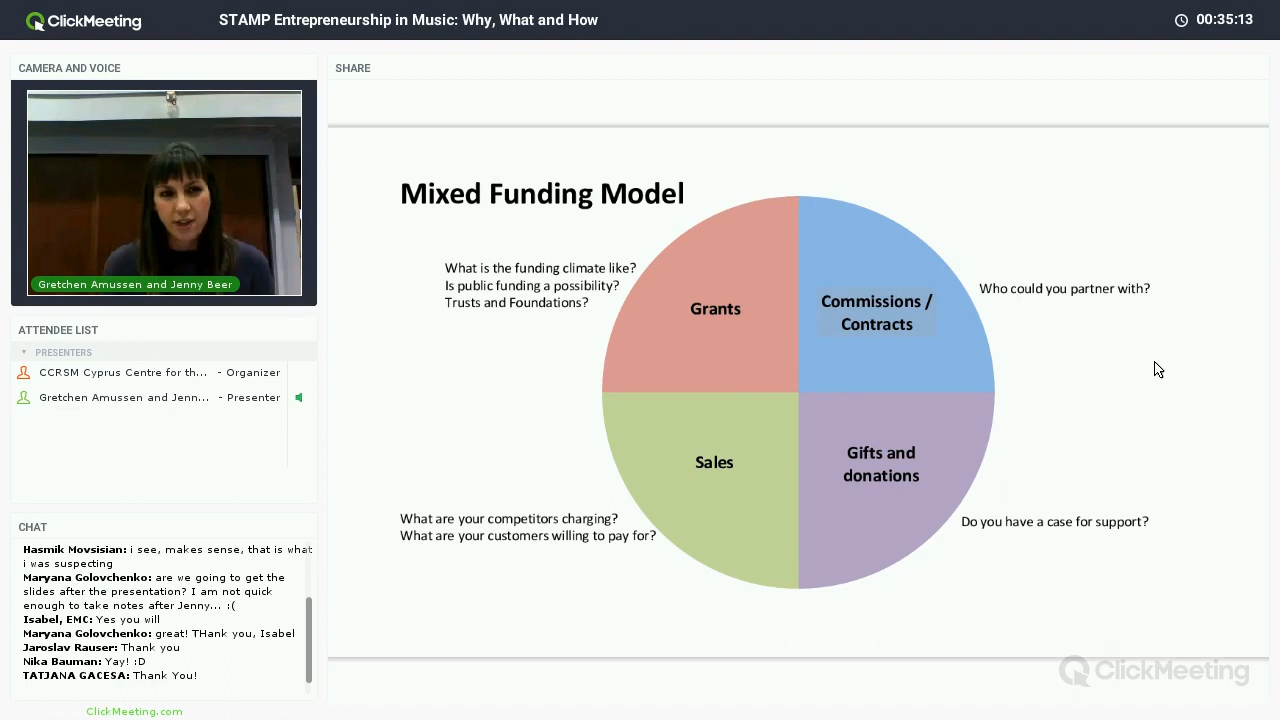 ClickMeeting
STAMP Entrepreneurship in Music: Why, What and How
00:35:13
CAMERA AND VOICE
Gretchen Amussen and Jenny Beer
ATTENDEE LIST
PRESENTERS
CCRSM Cyprus Centre for th... - Organizer
Gretchen Amussen and Jenn... - Presenter
CHAT
Hasmik Movsisian: i see, makes sense, that is what
i was suspecting
Maryana Golovchenko: are we going to get the
slides after the presentation? I am not quick
enough to take notes after Jenny... :(
Isabel, EMC: Yes you will
Maryana Golovchenko: great! THank you, Isabel
Jaroslav Rauser: Thank you
Nika Bauman: Yay! :D
TATJANA GACESA: Thank You!
ClickMeeting.com
SHARE
Mixed Funding Model
What is the funding climate like?
Is public funding a possibility?
Trusts and Foundations?
Grants
Commissions /
Contracts
Who could you partner with?
Sales
Gifts and
donations
What are your competitors charging?
What are your customers willing to pay for?
Do you have a case for support?
ClickMeeting